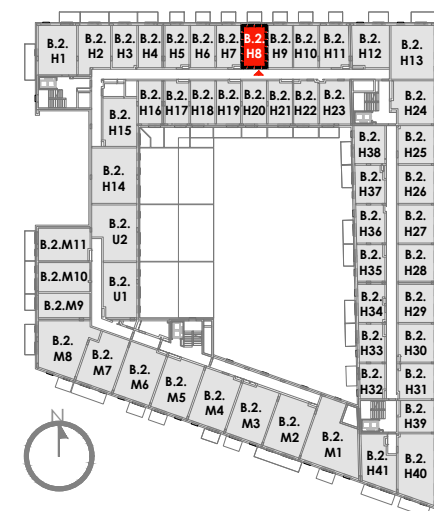 B.2.
H1
B.2.
H2
B.2.
H3
B.2.
H4
B.2.
H5
B.2.
H6
B.2.
H7
B.2.
H8
B.2.
H9
B.2.
H10
B.2.
H11
B.2.
H12
B.2.
H13
B.2.
H15
B.2.
H16
B.2.
H17
B.2.
H18
B.2.
H19
B.2.
H20
B.2.
H21
B.2.
H22
B.2.
H23
B.2.
H24
B.2.
H38
B.2.
H25
B.2.
H14
B.2.
H37
B.2.
H26
B.2.
U2
B.2.
H36
B.2.
H27
B.2.M11
B.2.
H35
B.2.
H28
B.2.M10
B.2.
U1
B.2.
H34
B.2.
H29
B.2.M9
B.2.
M8
B.2.
M7
B.2.
M6
B.2.
M5
B.2.
M4
B.2.
M3
B.2.
M2
B.2.
M1
B.2.
H33
B.2.
H30
B.2.
H32
B.2.
H31
B.2.
H39
B.2.
H41
B.2.
H40
N